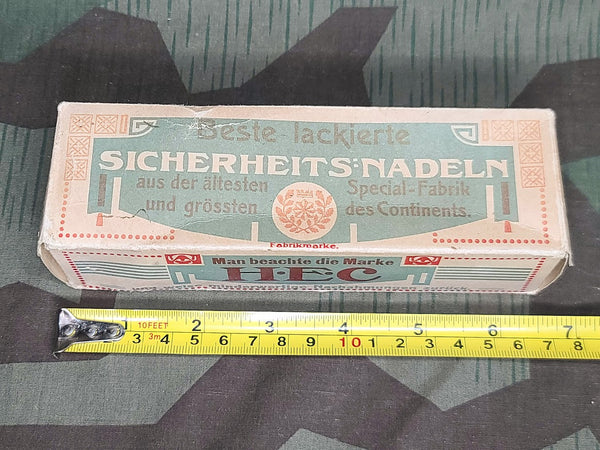 Beste lackierte
SICHERHEITS-NADELN
aus der ältesten Special-Fabrik
und grössten des Continents.
Fabrikmarke.
Man beachte die Marke
H·F·C
10FEET 2 3 4 5 6 7
3 3m 4 5 6 7 8 9 10 1 2 3 4 5 6 7 8